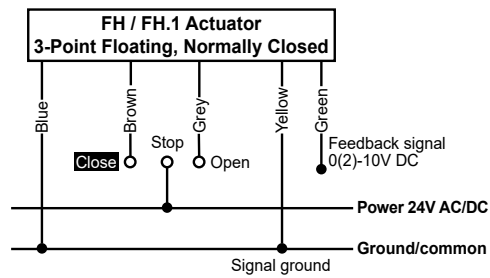 FH / FH.1 Actuator
3-Point Floating, Normally Closed
Blue
Brown
Grey
Yellow
Green
Close
Stop
Open
Feedback signal
0(2)-10V DC
Power 24V AC/DC
Ground/common
Signal ground